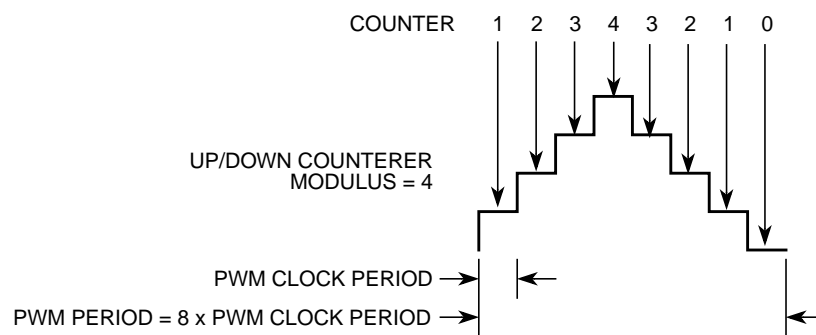 COUNTER 1 2 3 4 3 2 1 0
UP/DOWN COUNTERER
MODULUS = 4
PWM CLOCK PERIOD
PWM PERIOD = 8 x PWM CLOCK PERIOD